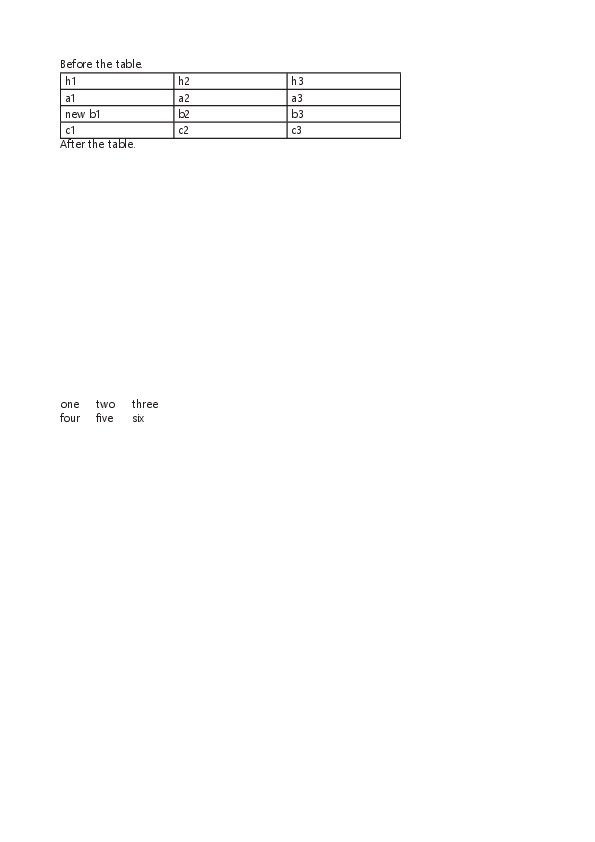 Before the table.
h1 h2 h3
a1 a2 a3
new b1 b2 b3
c1 c2 c3
After the table.
one two three
four five six